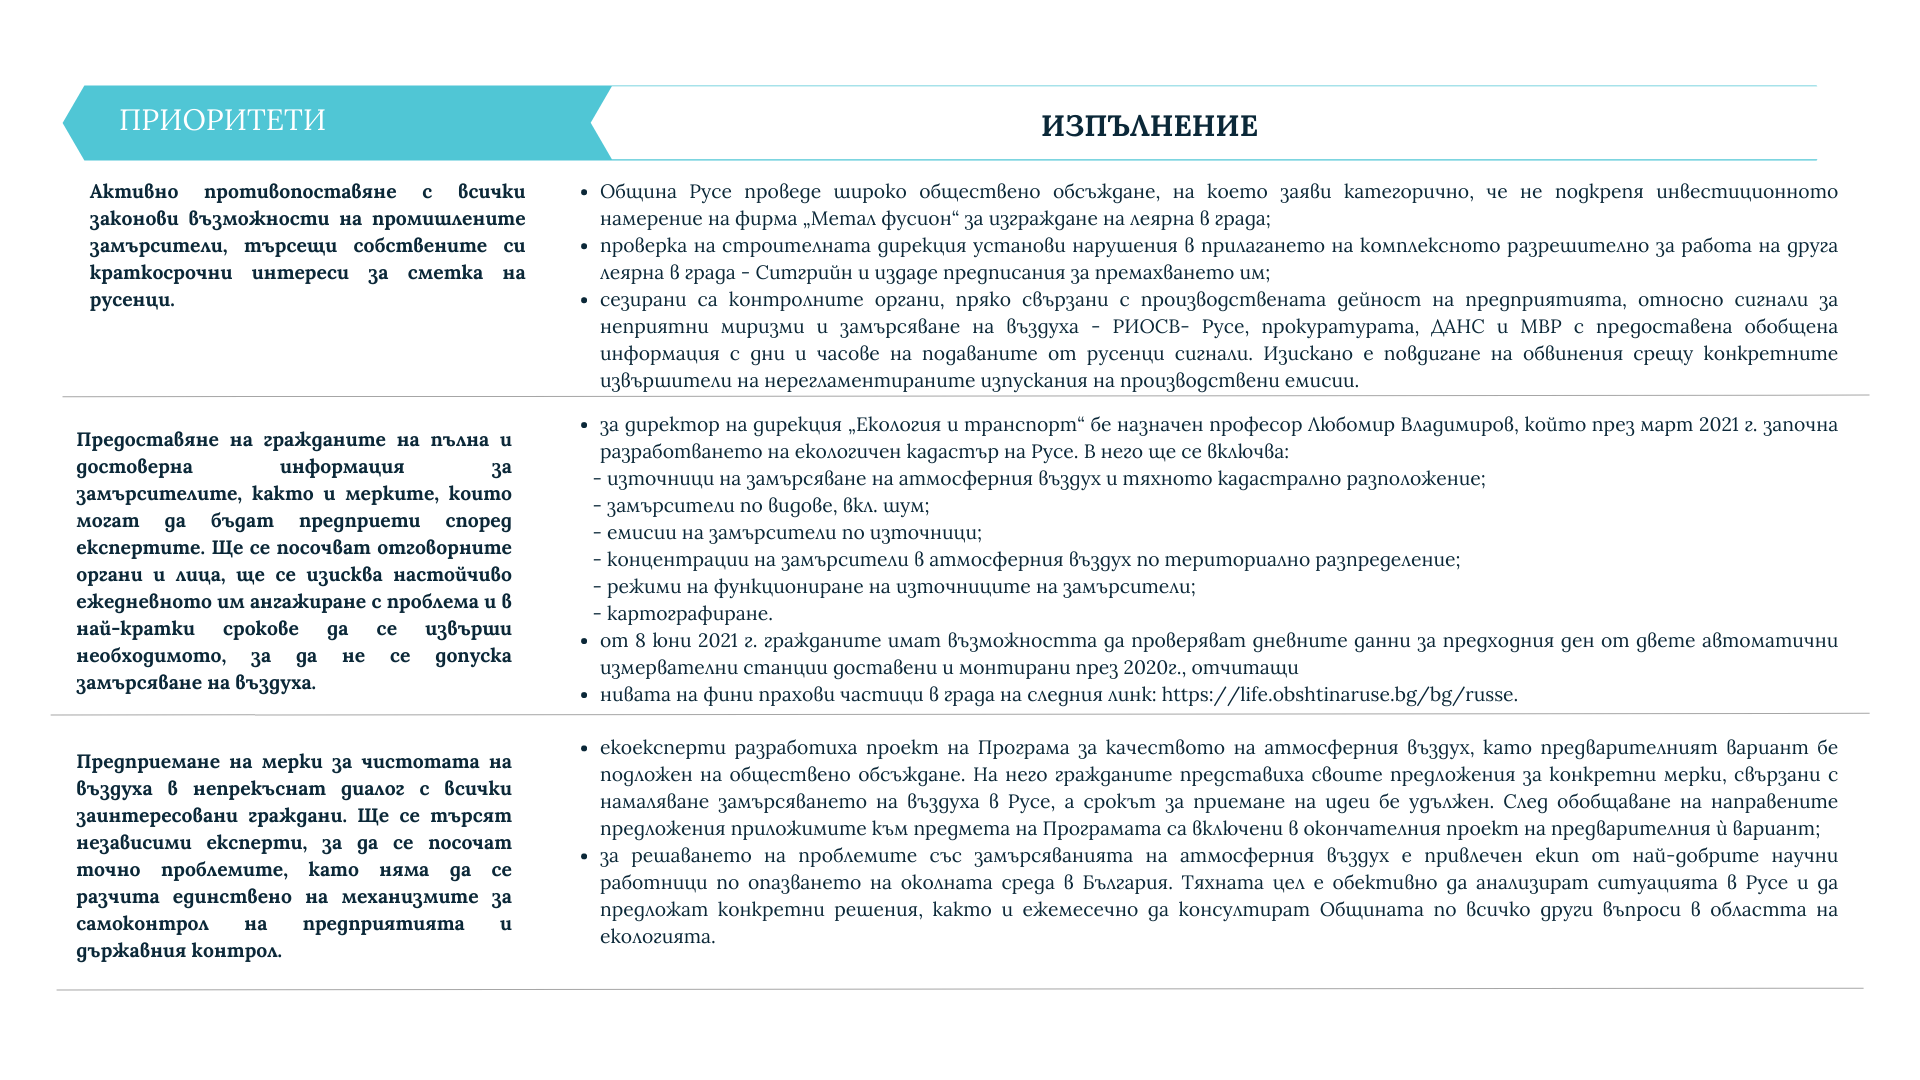 ПРИОРИТЕТИ
ИЗПЪЛНЕНИЕ
Активно противопоставяне с всички
законови възможности на промишлените
замърсители, търсещи собствените си
краткосрочни интереси за сметка на
русенци.
• Община Русе проведе широко обществено обсъждане, на което заяви категорично, че не подкрепя инвестиционното
намерение на фирма „Метал фусион“ за изграждане на леярна в града;
• проверка на строителната дирекция установи нарушения в прилагането на комплексното разрешително за работа на друга
леярна в града - Ситгрийн и издаде предписания за премахването им;
• сезирани са контролните органи, пряко свързани с производствената дейност на предприятията, относно сигнали за
неприятни миризми и замърсяване на въздуха - РИОСВ- Русе, прокуратурата, ДАНС и МВР с предоставена обобщена
информация с дни и часове на подаваните от русенци сигнали. Изискано е повдигане на обвинения срещу конкретните
извършители на нерегламентираните изпускания на производствени емисии.
Предоставяне на гражданите на пълна и
достоверна информация за
замърсителите, както и мерките, които
могат да бъдат предприети според
експертите. Ще се посочват отговорните
органи и лица, ще се изисква настойчиво
ежедневното им ангажиране с проблема и в
най-кратки срокове да се извърши
необходимото, за да не се допуска
замърсяване на въздуха.
• за директор на дирекция „Екология и транспорт“ бе назначен професор Любомир Владимиров, който през март 2021 г. започна
разработването на екологичен кадастър на Русе. В него ще се включва:
- източници на замърсяване на атмосферния въздух и тяхното кадастрално разположение;
- замърсители по видове, вкл. шум;
- емисии на замърсители по източници;
- концентрации на замърсители в атмосферния въздух по териториално разпределение;
- режими на функциониране на източниците на замърсители;
- картографиране.
• от 8 юни 2021 г. гражданите имат възможността да проверяват дневните данни за предходния ден от двете автоматични
измервателни станции доставени и монтирани през 2020г., отчитащи
• нивата на фини прахови частици в града на следния линк: https://life.obshtinaruse.bg/bg/russe.
Предприемане на мерки за чистотата на
въздуха в непрекъснат диалог с всички
заинтересовани граждани. Ще се търсят
независими експерти, за да се посочат
точно проблемите, като няма да се
разчита единствено на механизмите за
самоконтрол на предприятията и
държавния контрол.
• екоексперти разработиха проект на Програма за качеството на атмосферния въздух, като предварителният вариант бе
подложен на обществено обсъждане. На него гражданите представиха своите предложения за конкретни мерки, свързани с
намаляване замърсяването на въздуха в Русе, а срокът за приемане на идеи бе удължен. След обобщаване на направените
предложения приложимите към предмета на Програмата са включени в окончателния проект на предварителния ѝ вариант;
• за решаването на проблемите със замърсяванията на атмосферния въздух е привлечен екип от най-добрите научни
работници по опазването на околната среда в България. Тяхната цел е обективно да анализират ситуацията в Русе и да
предложат конкретни решения, както и ежемесечно да консултират Общината по всичко други въпроси в областта на
екологията.